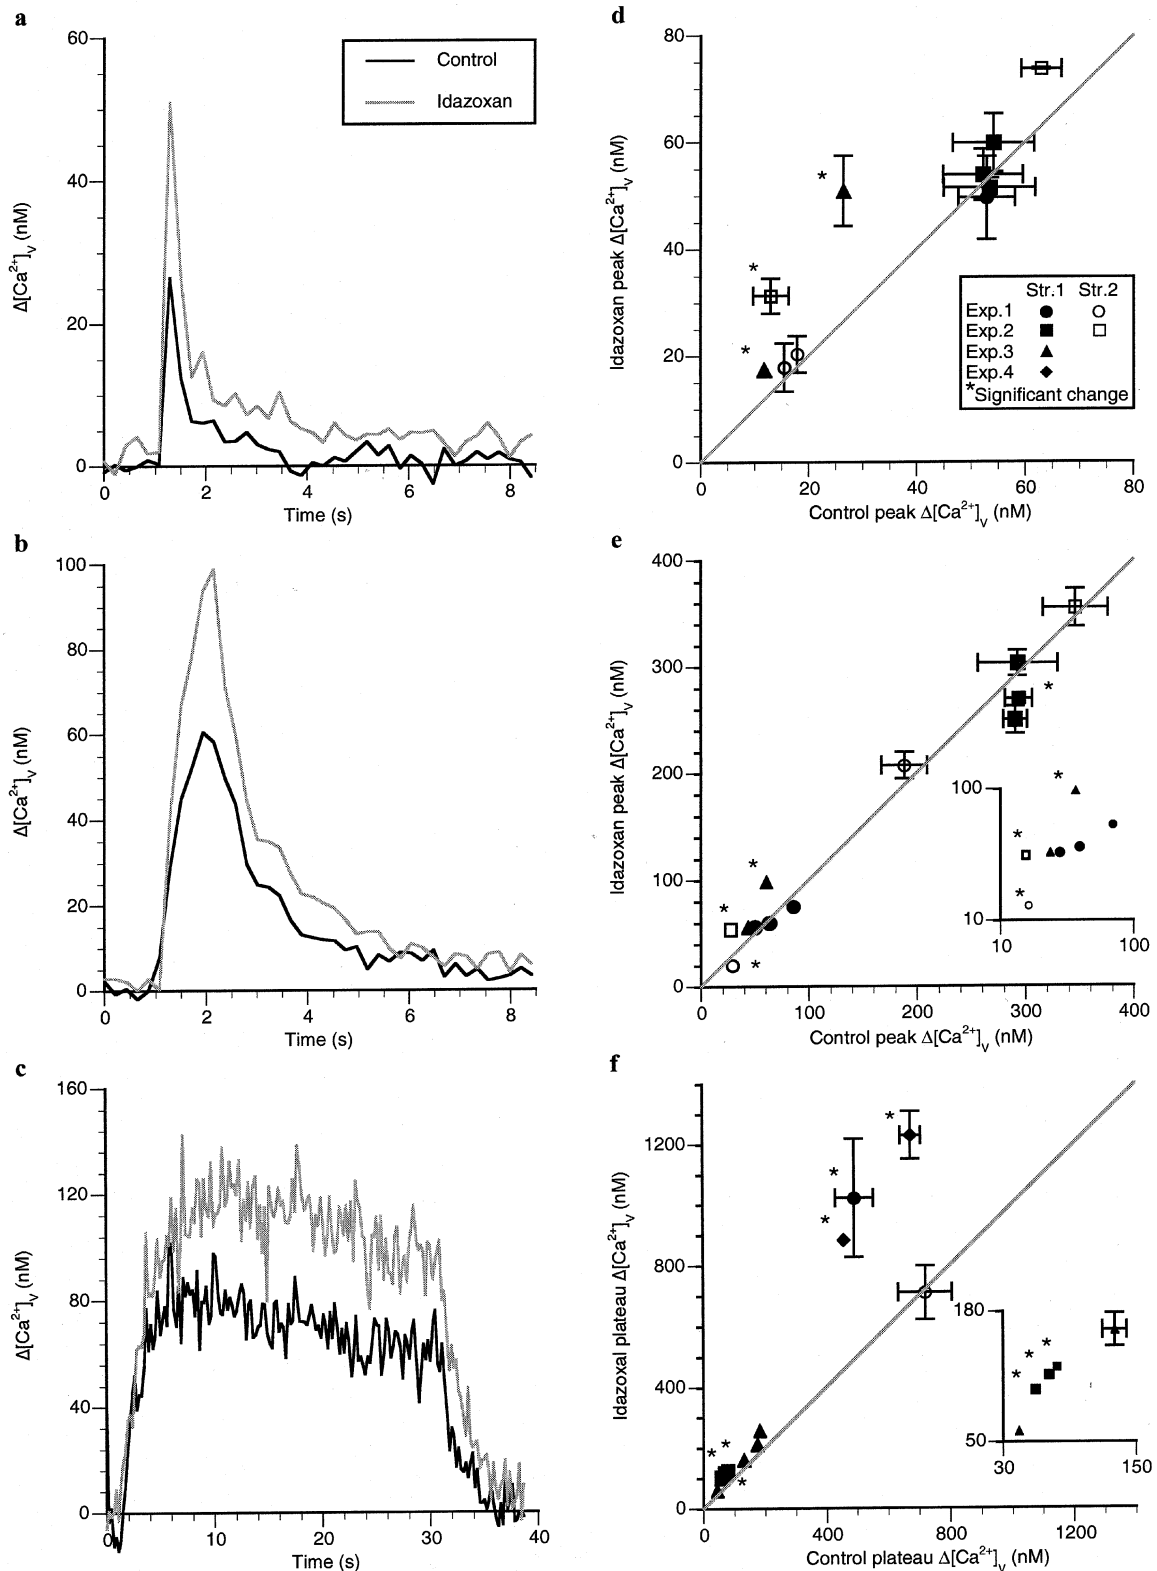 a
60
40
20
0
Δ[Ca2+]V (nM)
Control
Idazoxan
0 2 4 6 8
Time (s)
b
100
80
60
40
20
0
Δ[Ca2+]V (nM)
0 2 4 6 8
Time (s)
c
160
120
80
40
0
Δ[Ca2+]V (nM)
0 10 20 30 40
Time (s)
d
80
60
40
20
0
Idazoxan peak Δ[Ca2+]V (nM)
*
*
*
Str.1 Str.2
Exp.1
Exp.2
Exp.3
Exp.4
*Significant change
0 20 40 60 80
Control peak Δ[Ca2+]V (nM)
e
400
300
200
100
0
Idazoxan peak Δ[Ca2+]V (nM)
*
*
*
*
100
10
*
*
*
10 100
0 100 200 300 400
Control peak Δ[Ca2+]V (nM)
f
1200
800
400
0
Idazoxal plateau Δ[Ca2+]V (nM)
*
*
*
* *
*
180
50
*
*
*
30 150
0 400 800 1200
Control plateau Δ[Ca2+]V (nM)